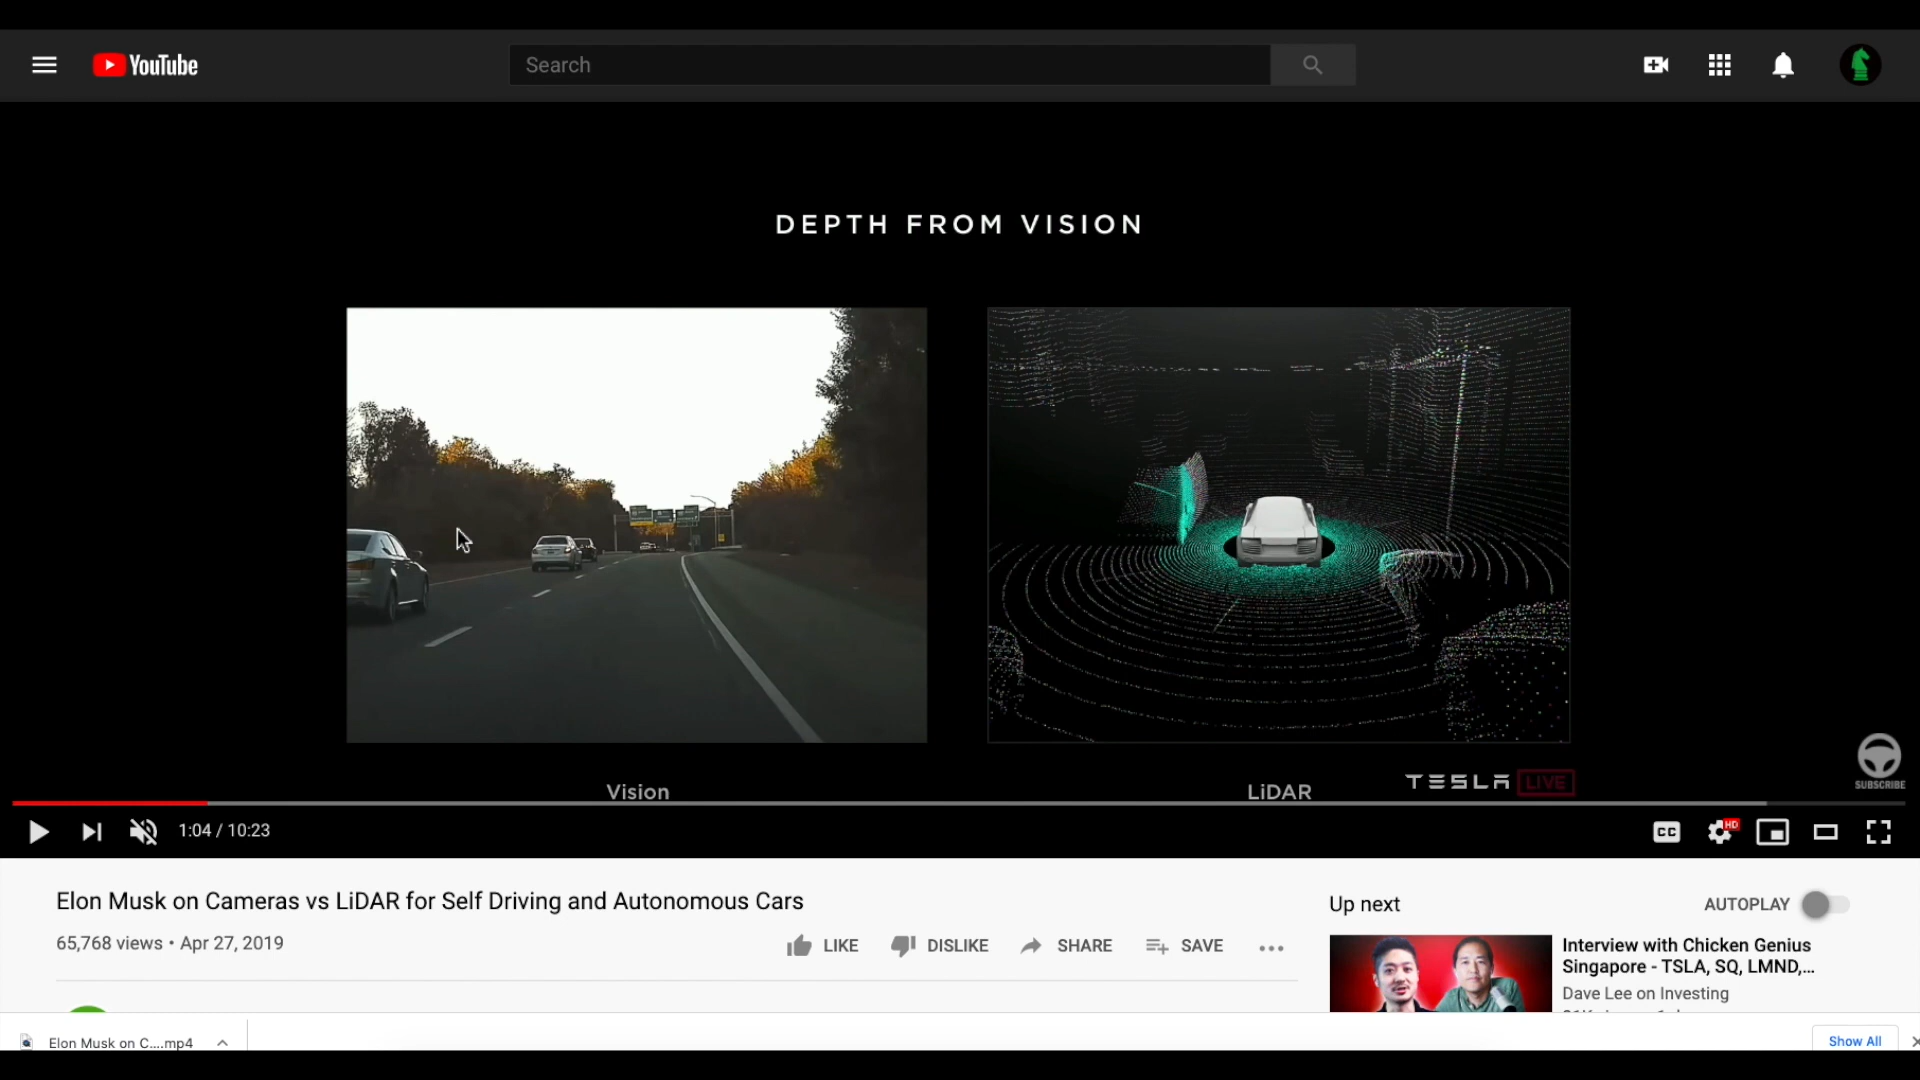 YouTube
Search
DEPTH FROM VISION
Vision
LiDAR
TESLA LIVE
SUBSCRIBE
1:04 / 10:23
CC
HD
Elon Musk on Cameras vs LiDAR for Self Driving and Autonomous Cars
65,768 views • Apr 27, 2019
LIKE
DISLIKE
SHARE
SAVE
Up next
AUTOPLAY
Interview with Chicken Genius
Singapore - TSLA, SQ, LMND,...
Dave Lee on Investing
Elon Musk on C....mp4
Show All